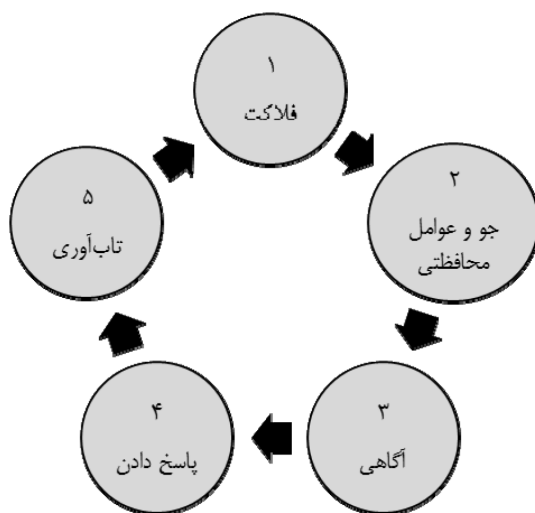 ۱
فلاکت
۲
جو و عوامل
محافظتی
۳
آگاهی
۴
پاسخ دادن
۵
تاب‌آوری